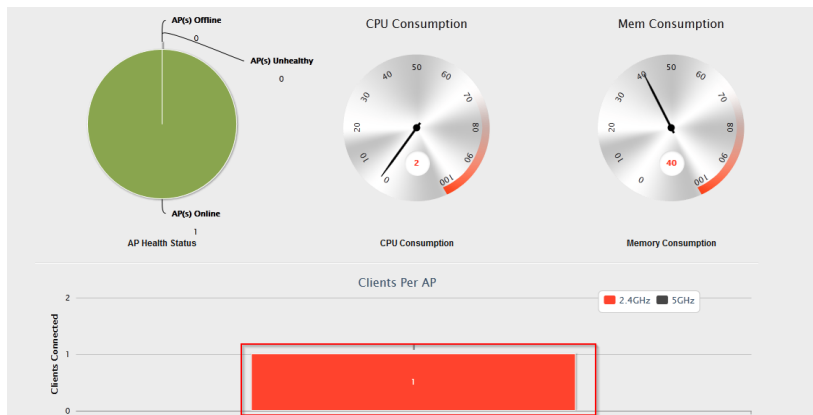 AP(s) Offline
0
AP(s) Unhealthy
0
AP(s) Online
1
AP Health Status
CPU Consumption
0 10 20 30 40 50 60 70 80 90 100
2
CPU Consumption
Mem Consumption
0 10 20 30 40 50 60 70 80 90 100
40
Memory Consumption
Clients Per AP
2.4GHz 5GHz
Clients Connected
2
1
0
1
1